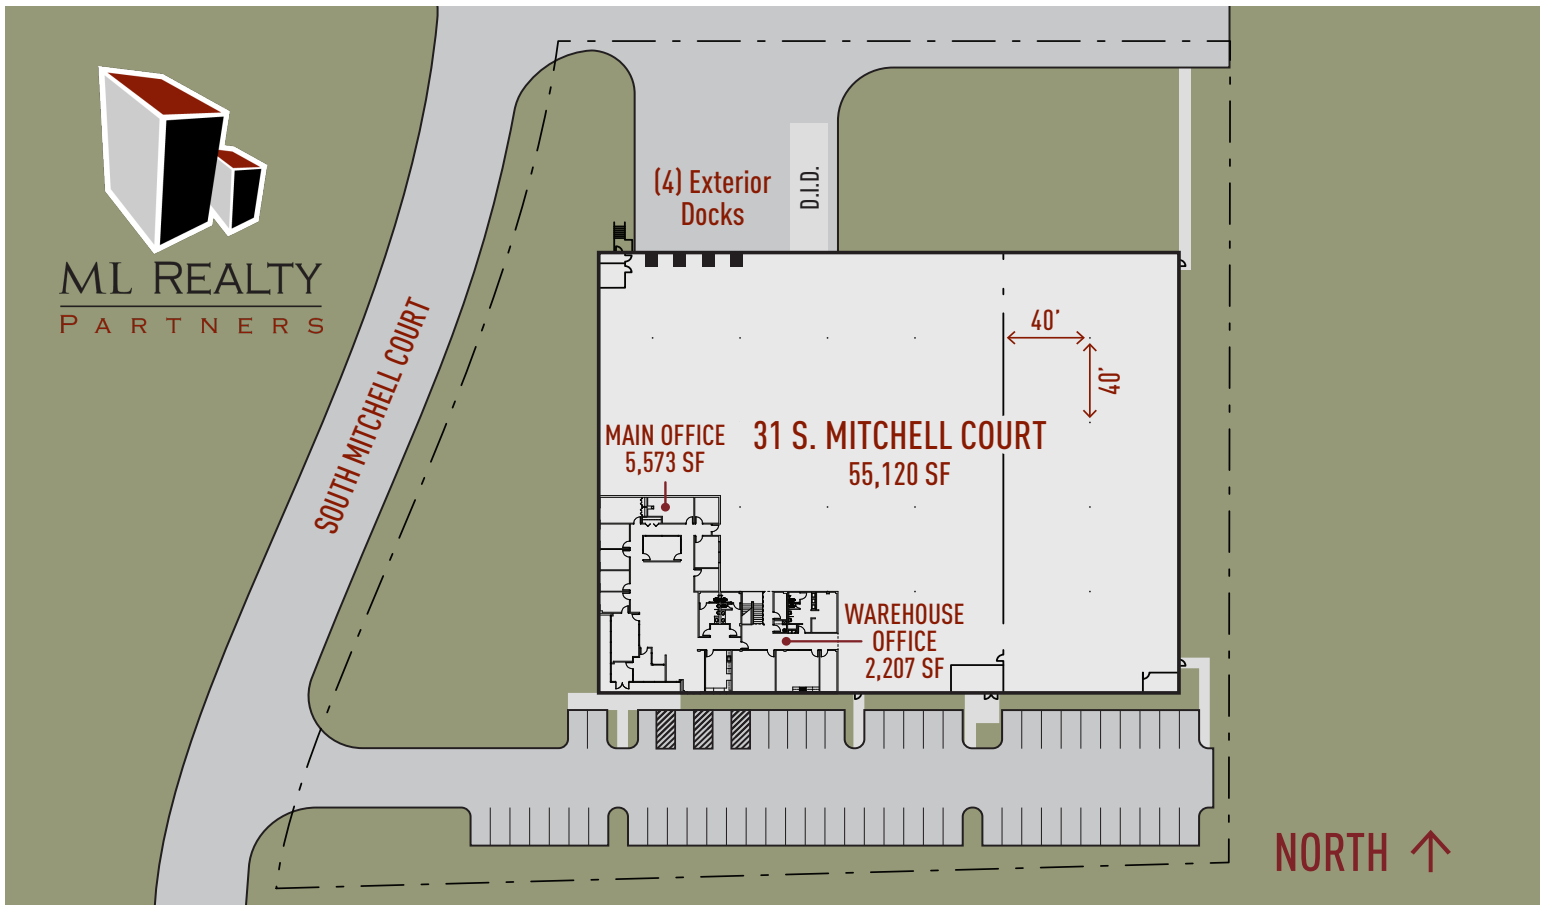 ML REALTY
PARTNERS
(4) Exterior
Docks
D.I.D.
SOUTH MITCHELL COURT
40'
40'
MAIN OFFICE
5,573 SF
31 S. MITCHELL COURT
55,120 SF
WAREHOUSE
OFFICE
2,207 SF
NORTH